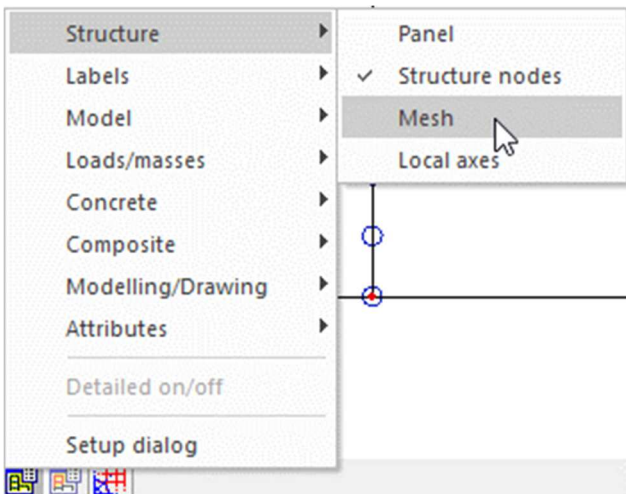 Structure
Labels
Model
Loads/masses
Concrete
Composite
Modelling/Drawing
Attributes
Detailed on/off
Setup dialog
Panel
Structure nodes
Mesh
Local axes